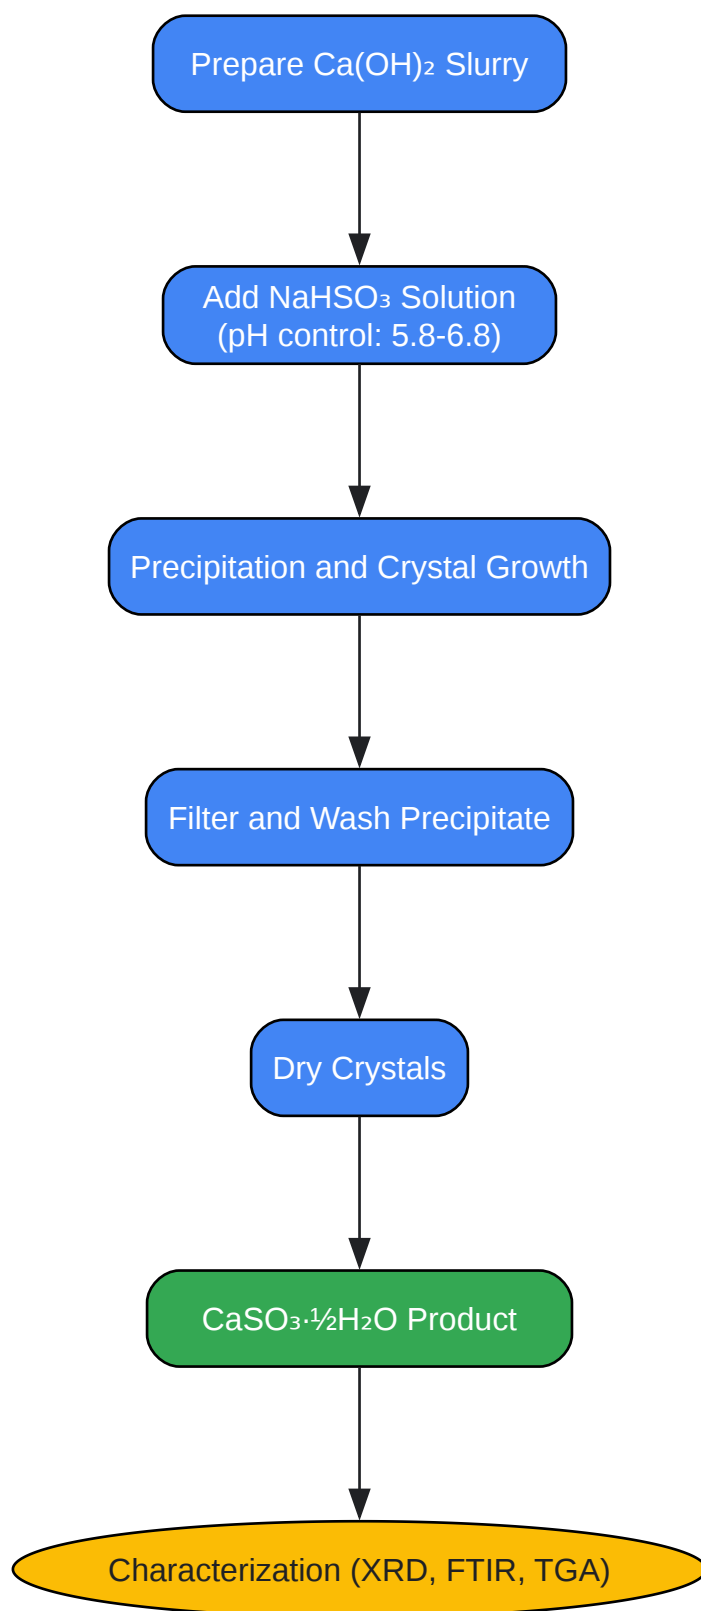 Prepare Ca(OH)₂ Slurry
Add NaHSO₃ Solution
(pH control: 5.8-6.8)
Precipitation and Crystal Growth
Filter and Wash Precipitate
Dry Crystals
CaSO₃·½H₂O Product
Characterization (XRD, FTIR, TGA)